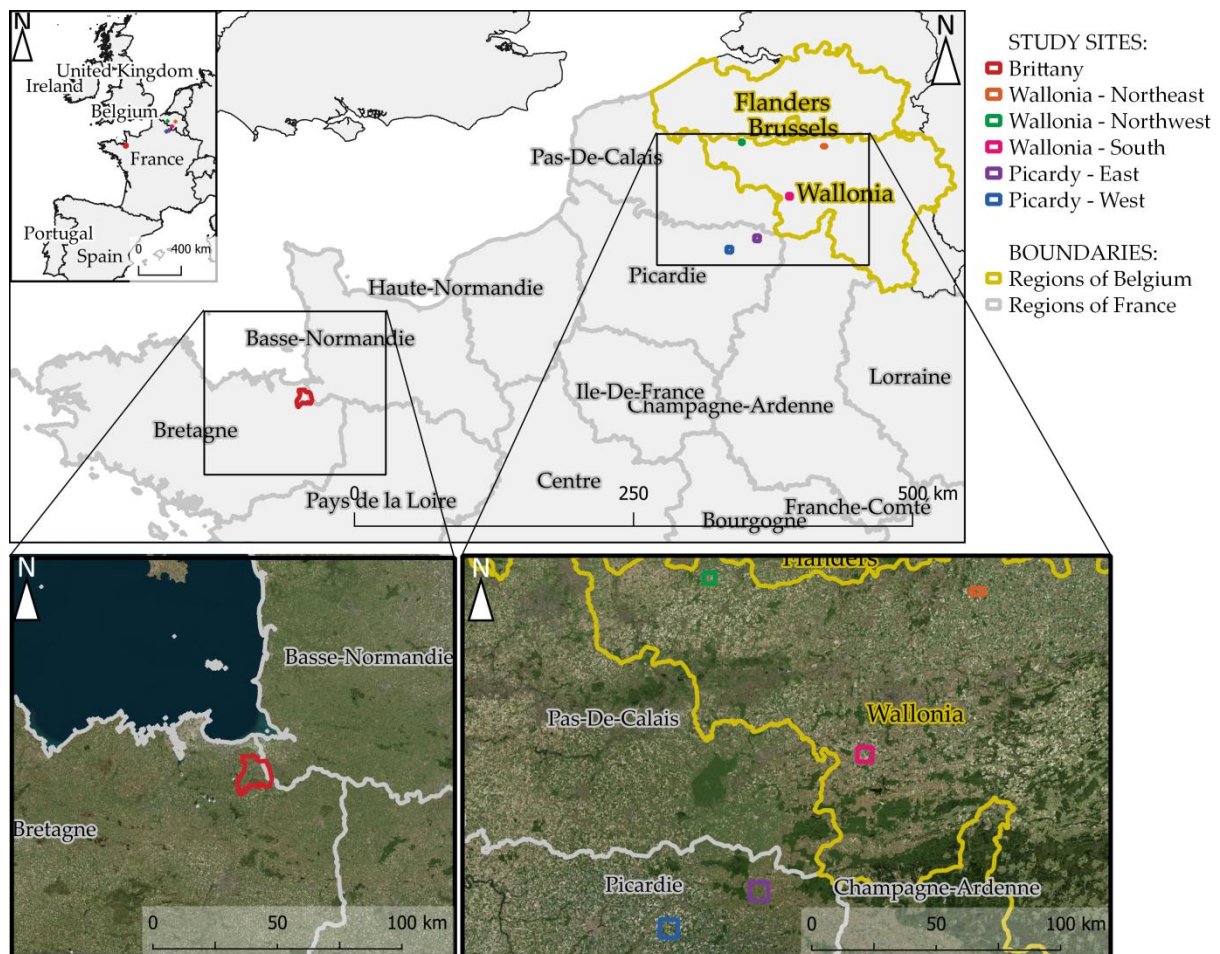 N
United Kingdom
Ireland
Belgium
France
Portugal
Spain
0 400 km
N
Flanders
Brussels
Pas-De-Calais
Wallonia
Picardie
Haute-Normandie
Basse-Normandie
Lorraine
Ile-De-France
Champagne-Ardenne
Bretagne
Centre
0 250 500 km
Pays de la Loire
Franche-Comté
Bourgogne
STUDY SITES:
Brittany
Wallonia - Northeast
Wallonia - Northwest
Wallonia - South
Picardy - East
Picardy - West
BOUNDARIES:
Regions of Belgium
Regions of France
N
Basse-Normandie
Bretagne
0 50 100 km
N
Flanders
Pas-De-Calais
Wallonia
Picardie
Champagne-Ardenne
0 50 100 km